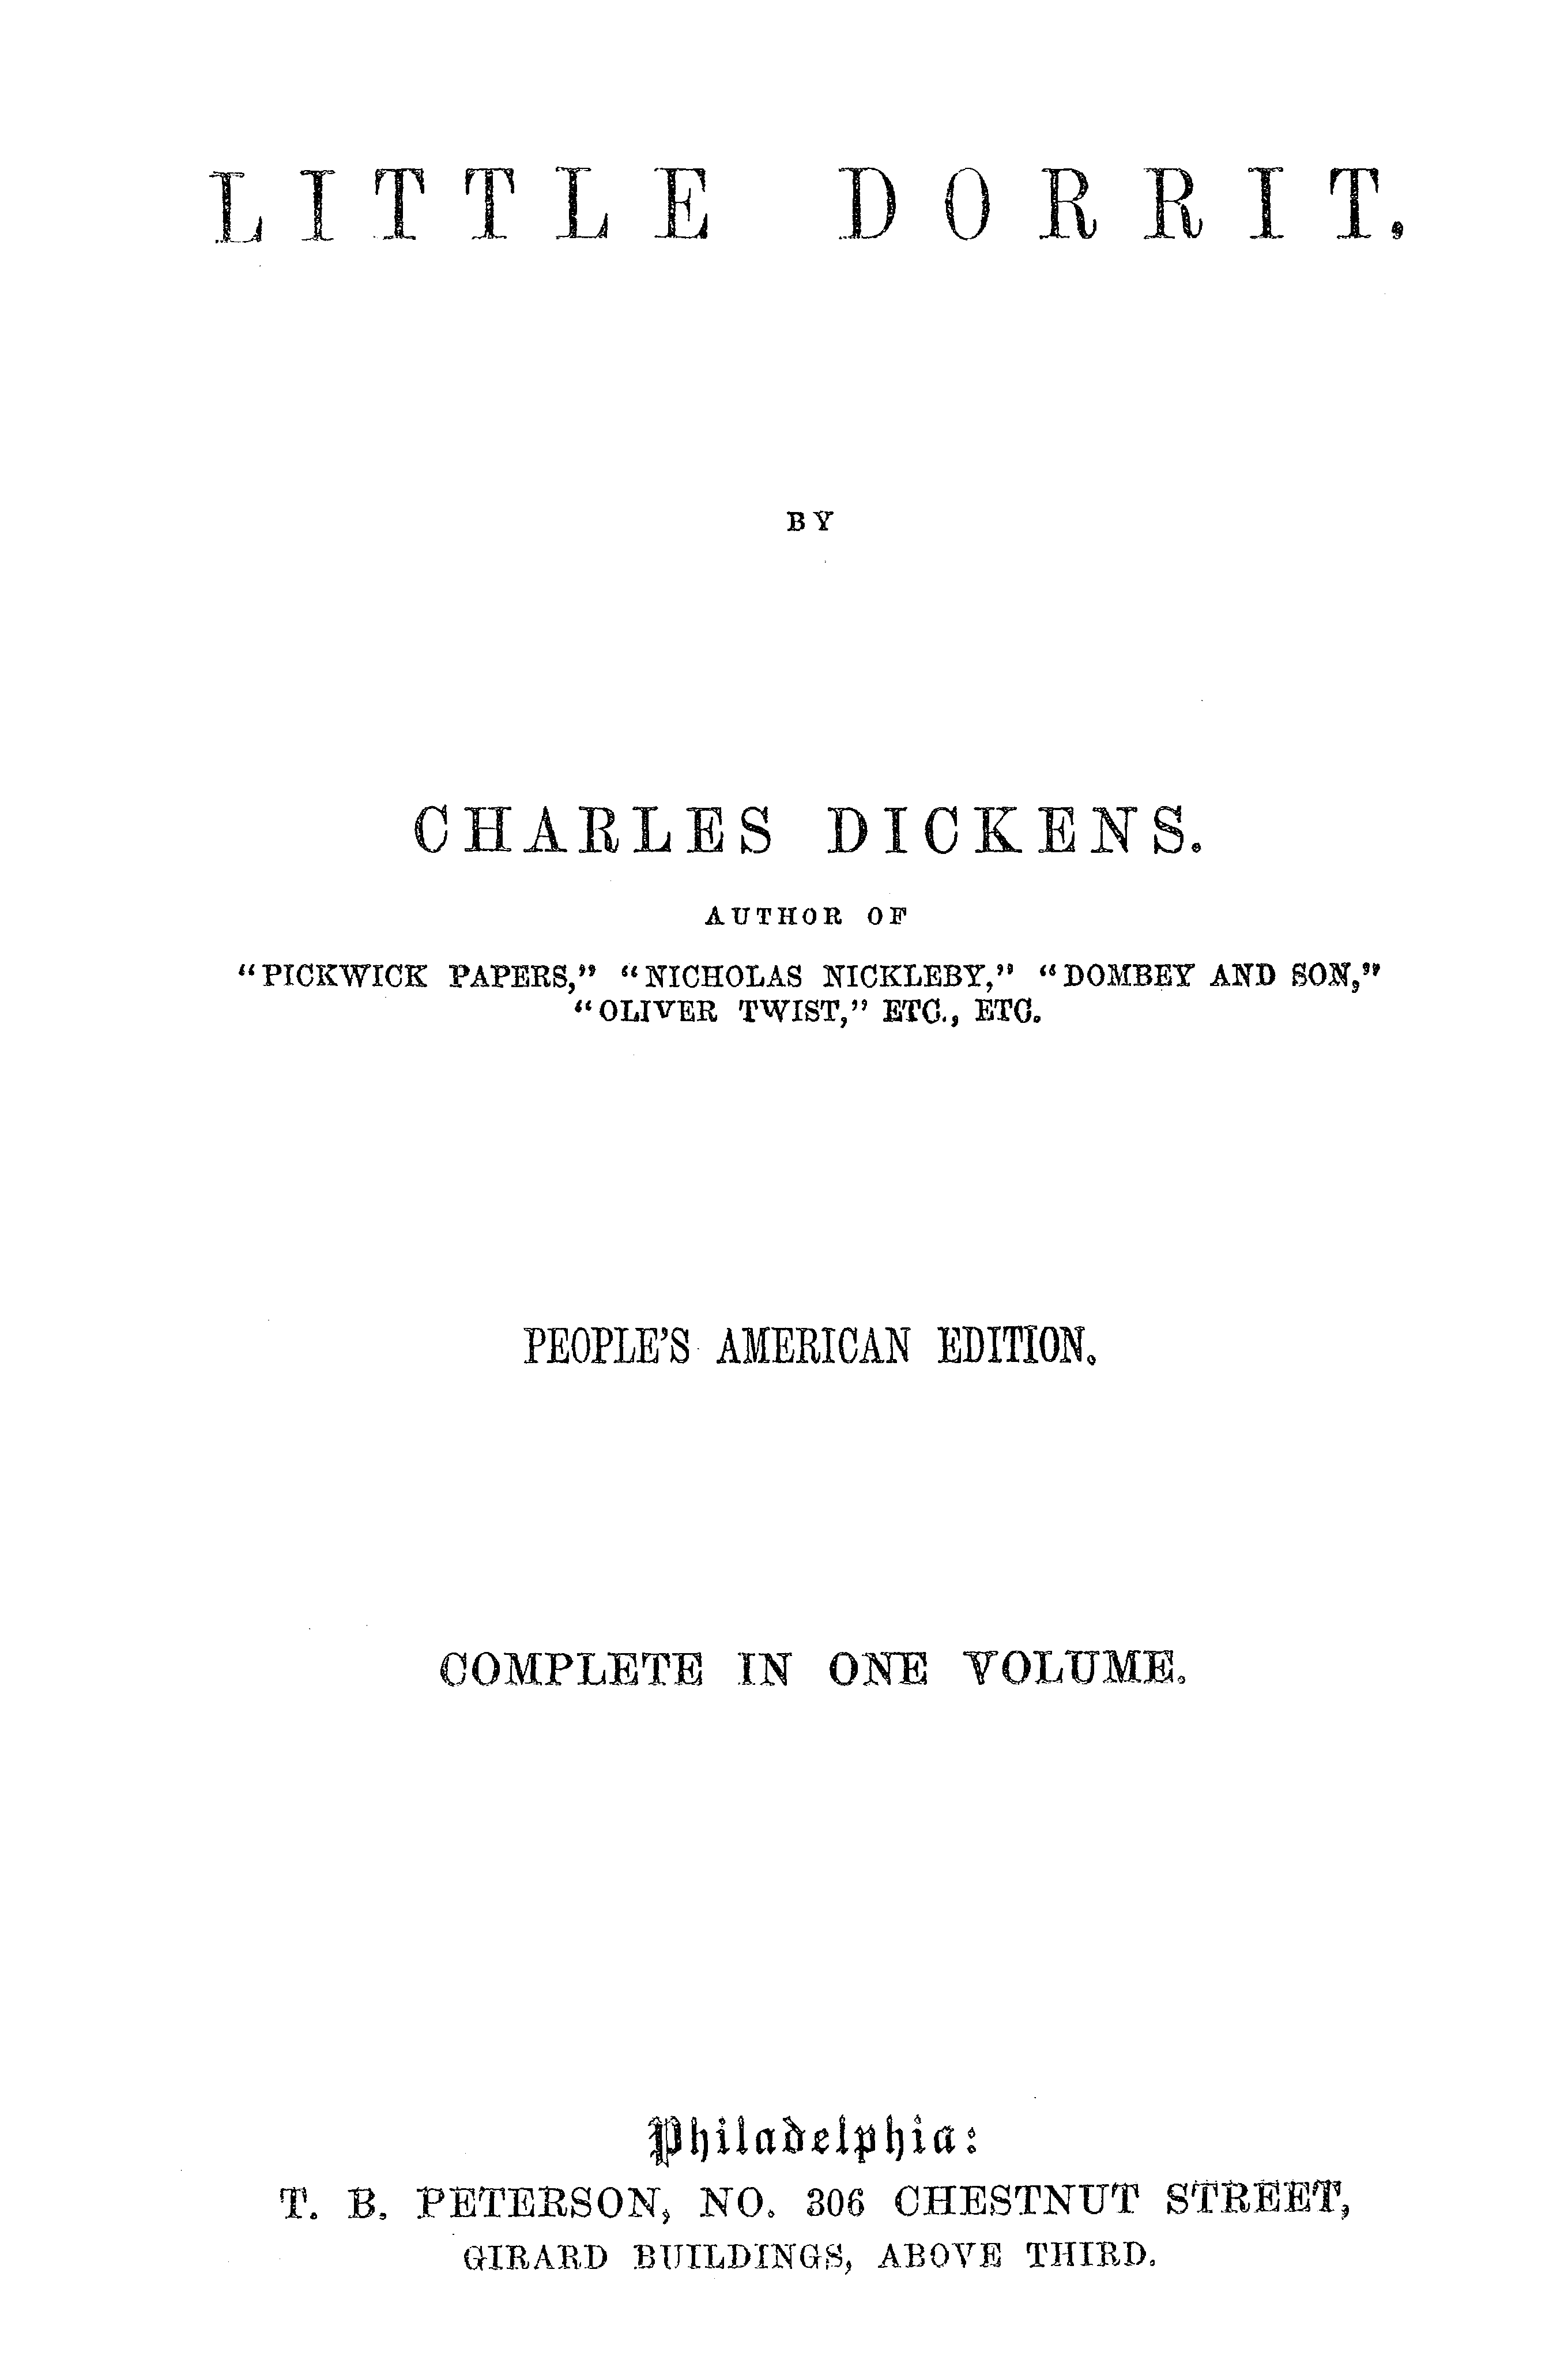 LITTLE DORRIT.
BY
CHARLES DICKENS.
AUTHOR OF
“PICKWICK PAPERS,” “NICHOLAS NICKLEBY,” “DOMBEY AND SON,”
“OLIVER TWIST,” ETC., ETC.
PEOPLE’S AMERICAN EDITION.
COMPLETE IN ONE VOLUME.
Philadelphia:
T. B. PETERSON, NO. 306 CHESTNUT STREET,
GIRARD BUILDINGS, ABOVE THIRD.